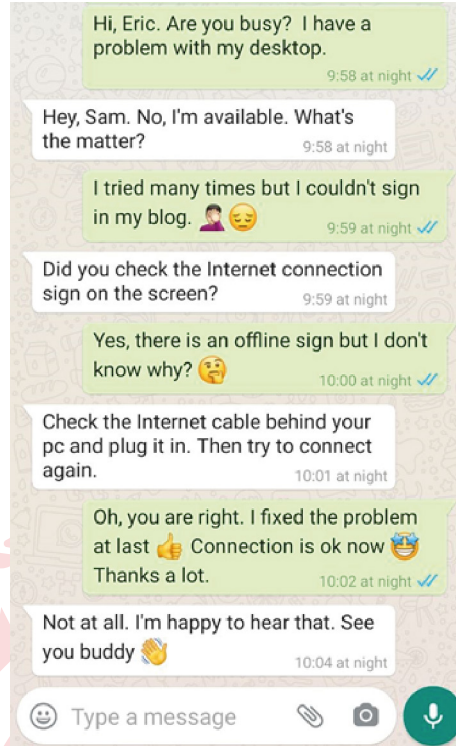 Hi, Eric. Are you busy? I have a
problem with my desktop.
9:58 at night
Hey, Sam. No, I'm available. What's
the matter?
9:58 at night
I tried many times but I couldn't sign
in my blog. 🤦🏻‍♂️😔
9:59 at night
Did you check the Internet connection
sign on the screen?
9:59 at night
Yes, there is an offline sign but I don't
know why? 🤔
10:00 at night
Check the Internet cable behind your
pc and plug it in. Then try to connect
again.
10:01 at night
Oh, you are right. I fixed the problem
at last 👍 Connection is ok now 🤩
Thanks a lot.
10:02 at night
Not at all. I'm happy to hear that. See
you buddy 👋
10:04 at night
Type a message